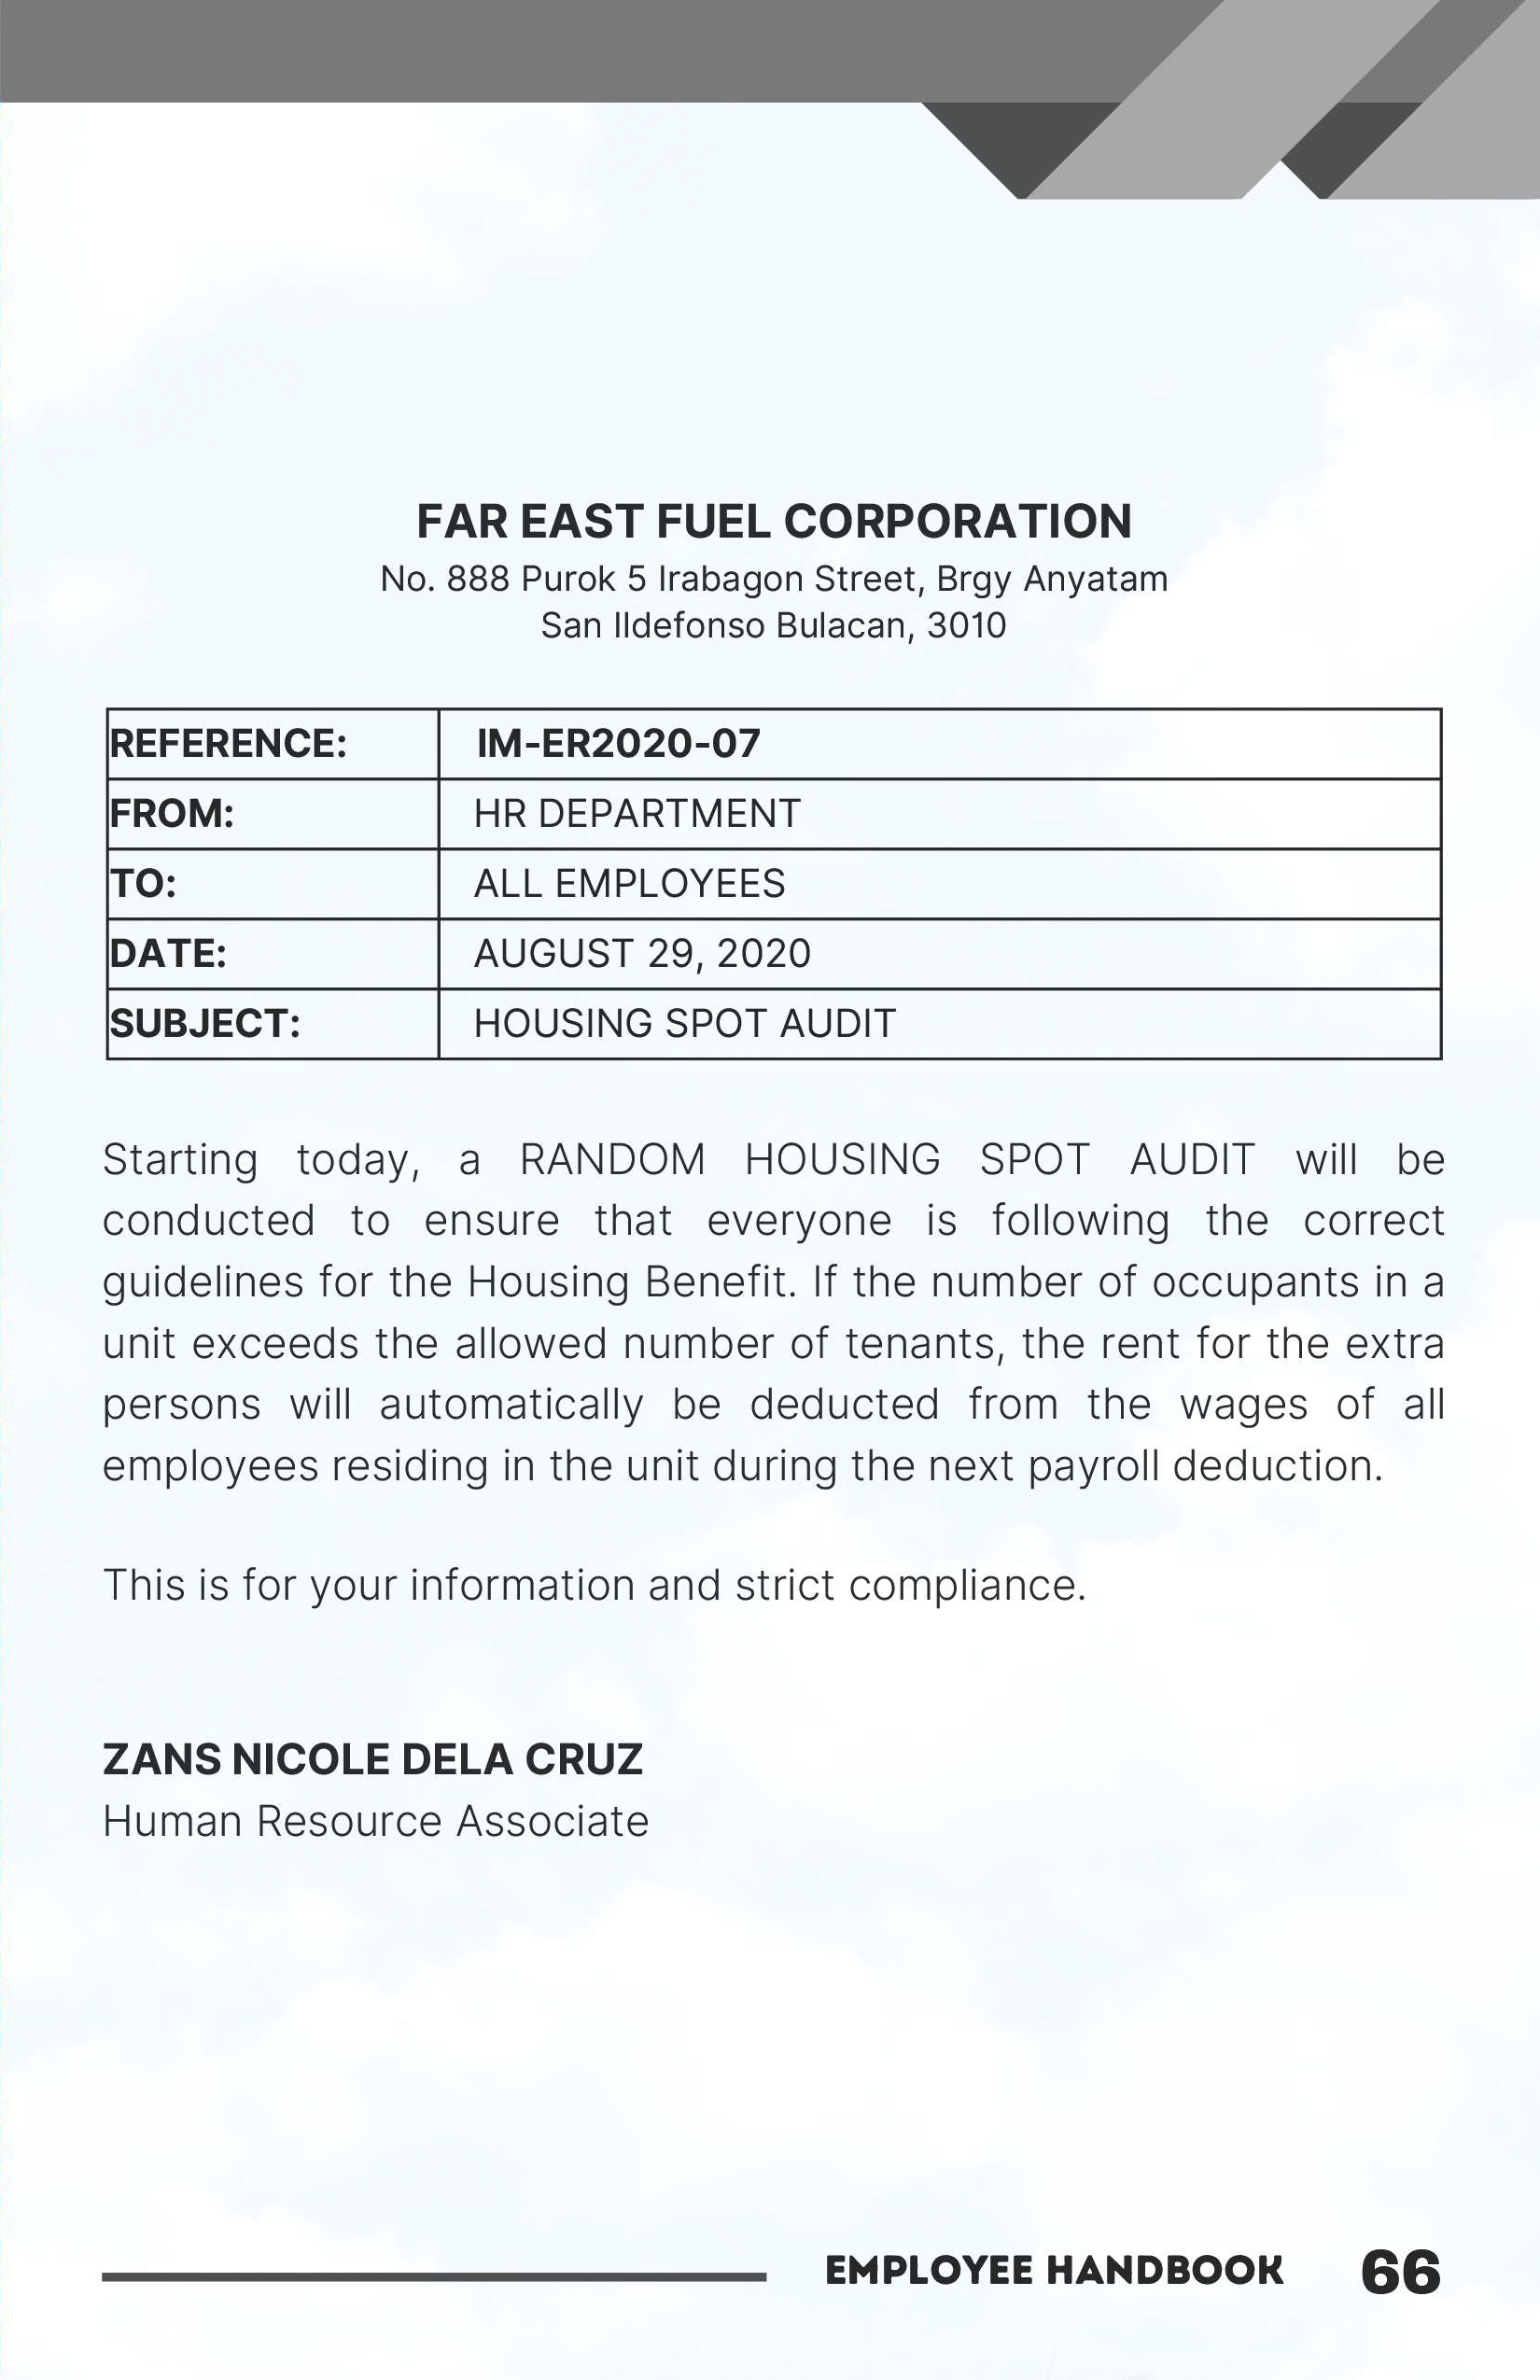 FAR EAST FUEL CORPORATION
No. 888 Purok 5 Irabagon Street, Brgy Anyatam
San Ildefonso Bulacan, 3010
REFERENCE: IM-ER2020-07
FROM: HR DEPARTMENT
TO: ALL EMPLOYEES
DATE: AUGUST 29, 2020
SUBJECT: HOUSING SPOT AUDIT
Starting today, a RANDOM HOUSING SPOT AUDIT will be
conducted to ensure that everyone is following the correct
guidelines for the Housing Benefit. If the number of occupants in a
unit exceeds the allowed number of tenants, the rent for the extra
persons will automatically be deducted from the wages of all
employees residing in the unit during the next payroll deduction.
This is for your information and strict compliance.
ZANS NICOLE DELA CRUZ
Human Resource Associate
EMPLOYEE HANDBOOK 66